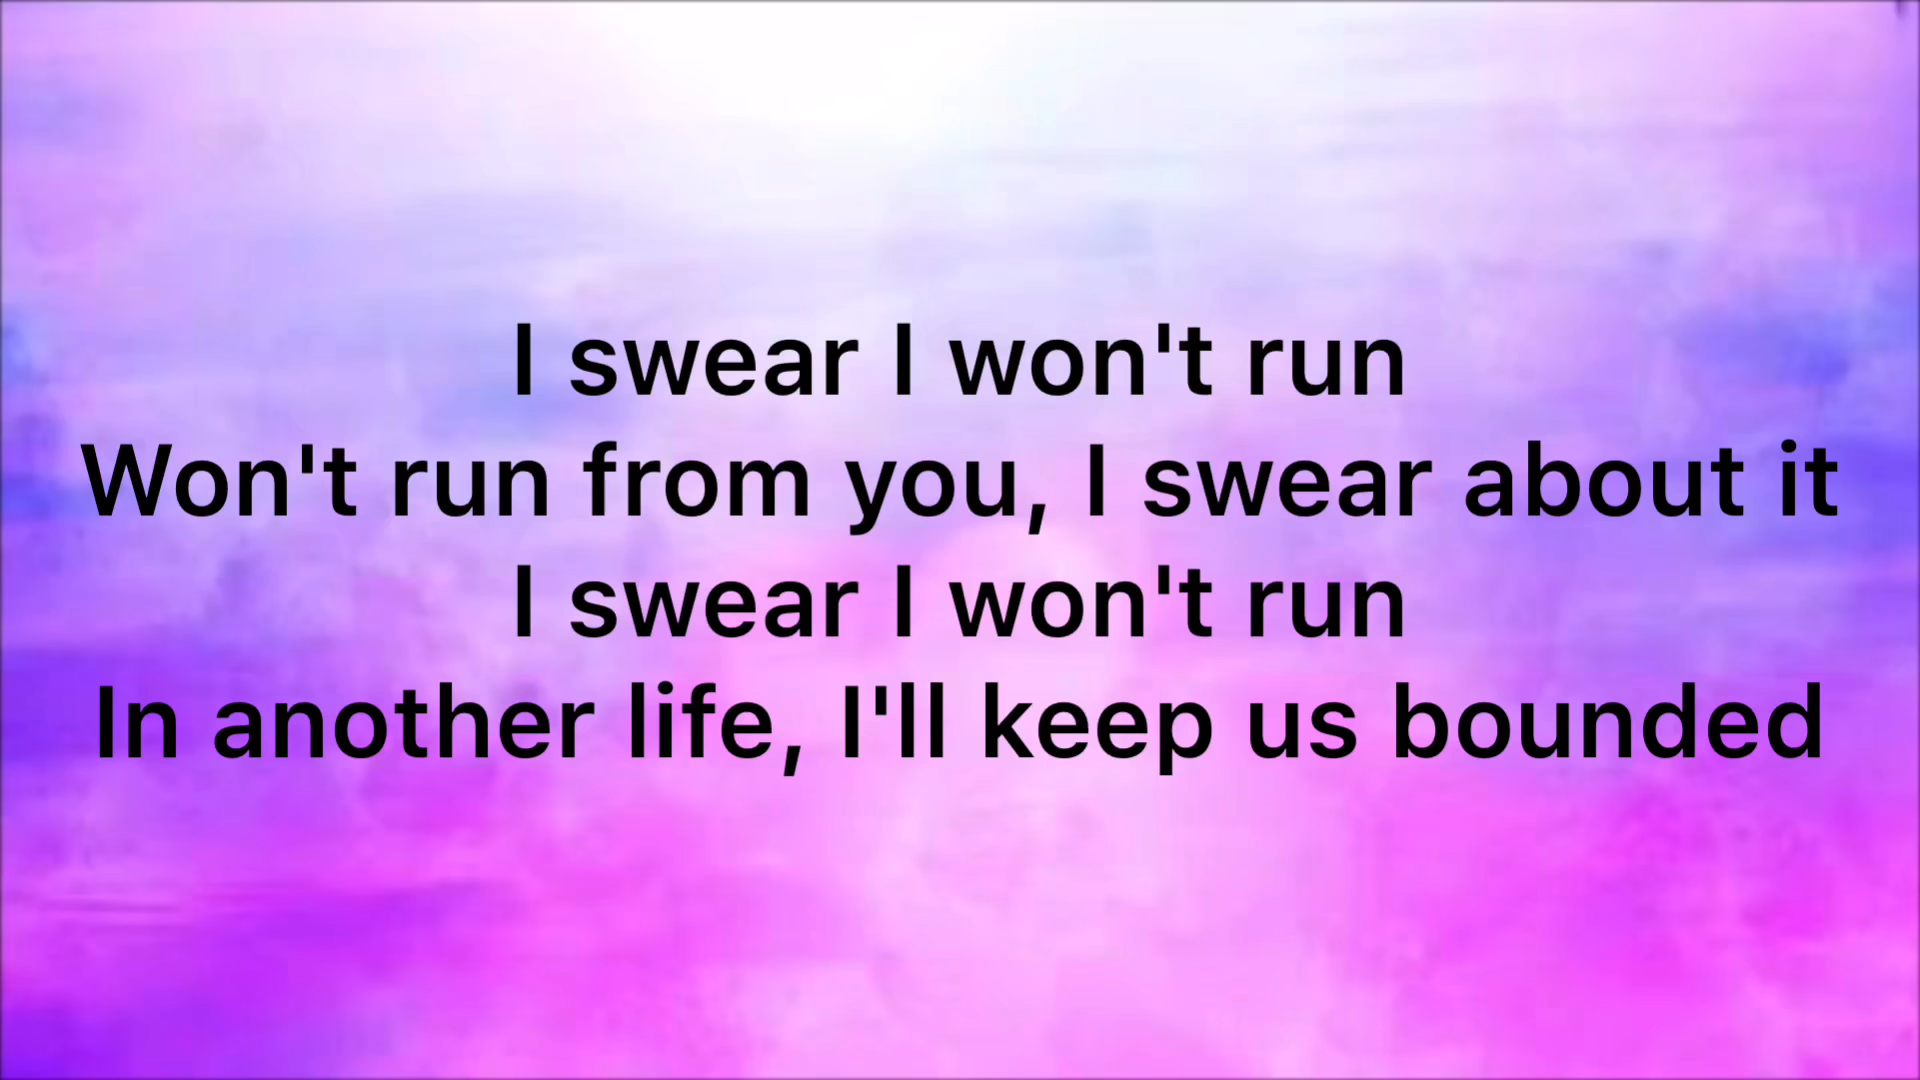 I swear I won't run
Won't run from you, I swear about it
I swear I won't run
In another life, I'll keep us bounded